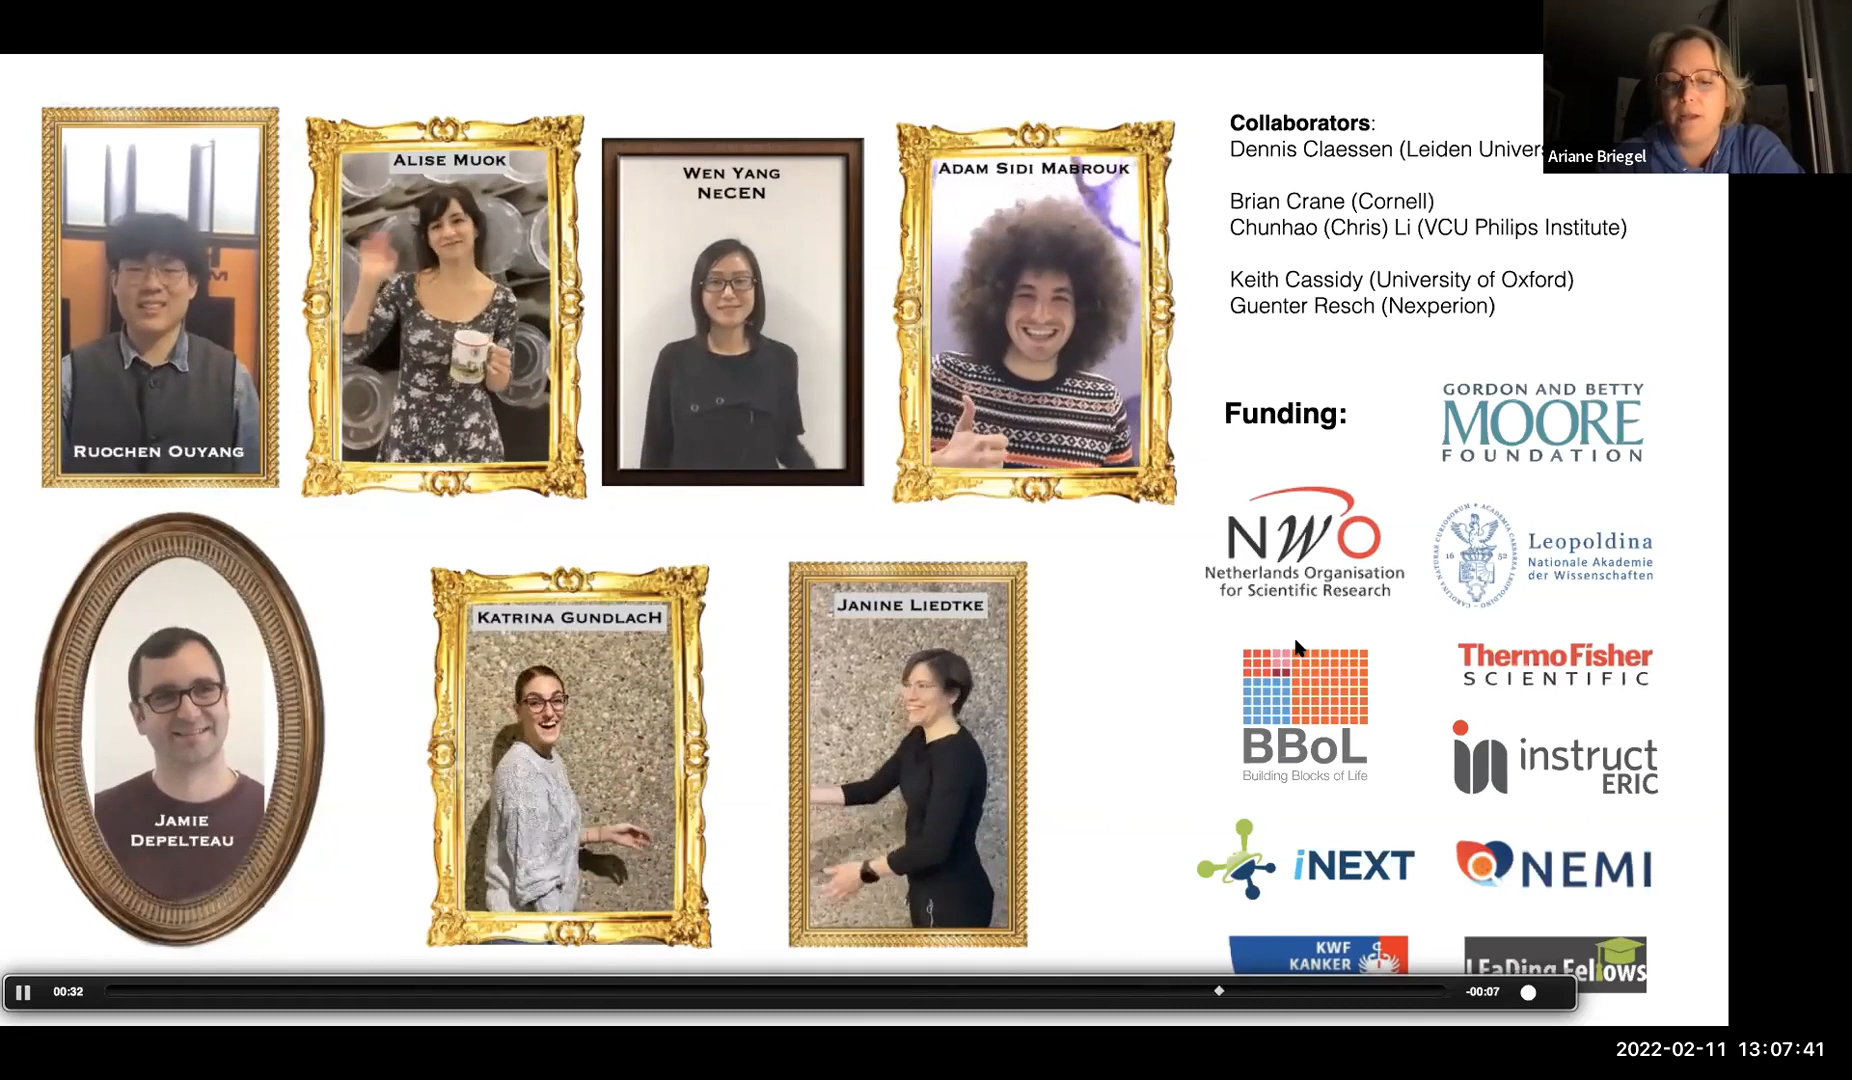 Ariane Briegel
RUOCHEN OUYANG
ALISE MUOK
WEN YANG
NECEN
ADAM SIDI MABROUK
JAMIE
DEPELTEAU
KATRINA GUNDLACH
JANINE LIEDTKE
Collaborators:
Dennis Claessen (Leiden
Brian Crane (Cornell)
Chunhao (Chris) Li (VCU Philips Institute)
Keith Cassidy (University of Oxford)
Guenter Resch (Nexperion)
Funding:
GORDON AND BETTY
MOORE
FOUNDATION
NWO
Netherlands Organisation
for Scientific Research
16 52
Leopoldina
Nationale Akademie
der Wissenschaften
BBoL
Building Blocks of Life
ThermoFisher
SCIENTIFIC
instruct
ERIC
iNEXT
NEMI
KWF
KANKER
LEaDing Fellows
00:32
-00:07
2022-02-11 13:07:41